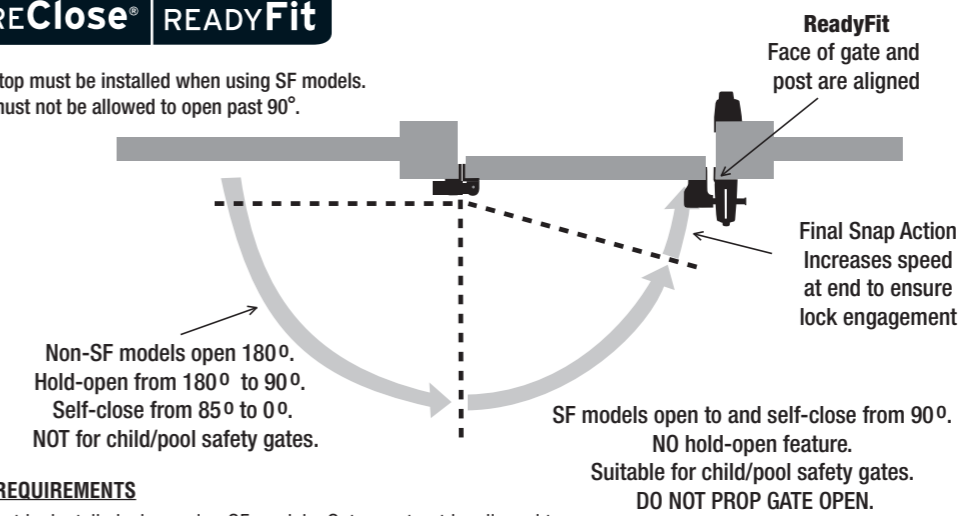 REClose® | READYFit
top must be installed when using SF models.
must not be allowed to open past 90°.
ReadyFit
Face of gate and
post are aligned
Final Snap Action
Increases speed
at end to ensure
lock engagement
Non-SF models open 180º.
Hold-open from 180º to 90º.
Self-close from 85º to 0º.
NOT for child/pool safety gates.
SF models open to and self-close from 90º.
NO hold-open feature.
Suitable for child/pool safety gates.
DO NOT PROP GATE OPEN.
REQUIREMENTS